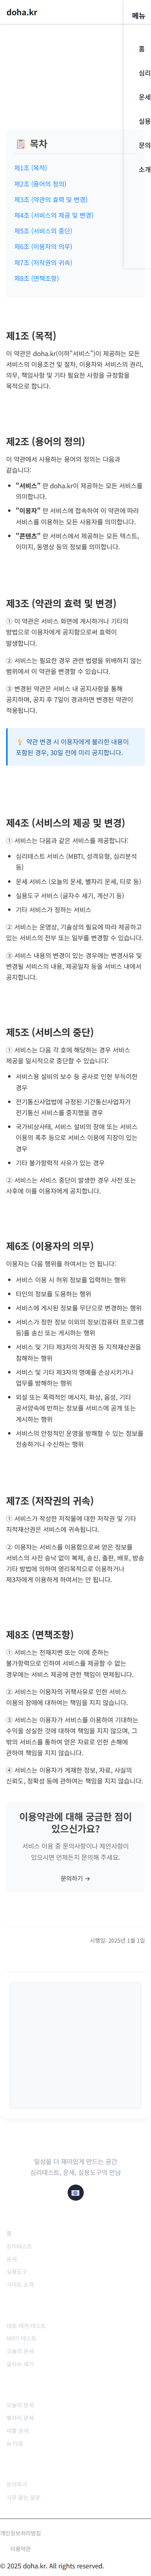 doha.kr
메뉴
홈
심리
운세
실용
문의
소개
목차
제1조 (목적)
제2조 (용어의 정의)
제3조 (약관의 효력 및 변경)
제4조 (서비스의 제공 및 변경)
제5조 (서비스의 중단)
제6조 (이용자의 의무)
제7조 (저작권의 귀속)
제8조 (면책조항)
제1조 (목적)
이 약관은 doha.kr(이하"서비스")이 제공하는 모든
서비스의 이용조건 및 절차, 이용자와 서비스의 권리,
의무, 책임사항 및 기타 필요한 사항을 규정함을
목적으로 합니다.
제2조 (용어의 정의)
이 약관에서 사용하는 용어의 정의는 다음과
같습니다:
"서비스" 란 doha.kr이 제공하는 모든 서비스를
의미합니다.
"이용자" 란 서비스에 접속하여 이 약관에 따라
서비스를 이용하는 모든 사용자를 의미합니다.
"콘텐츠" 란 서비스에서 제공하는 모든 텍스트,
이미지, 동영상 등의 정보를 의미합니다.
제3조 (약관의 효력 및 변경)
① 이 약관은 서비스 화면에 게시하거나 기타의
방법으로 이용자에게 공지함으로써 효력이
발생합니다.
② 서비스는 필요한 경우 관련 법령을 위배하지 않는
범위에서 이 약관을 변경할 수 있습니다.
③ 변경된 약관은 서비스 내 공지사항을 통해
공지하며, 공지 후 7일이 경과하면 변경된 약관이
적용됩니다.
약관 변경 시 이용자에게 불리한 내용이
포함된 경우, 30일 전에 미리 공지합니다.
제4조 (서비스의 제공 및 변경)
① 서비스는 다음과 같은 서비스를 제공합니다:
심리테스트 서비스 (MBTI, 성격유형, 심리분석
등)
운세 서비스 (오늘의 운세, 별자리 운세, 타로 등)
실용도구 서비스 (글자수 세기, 계산기 등)
기타 서비스가 정하는 서비스
② 서비스는 운영상, 기술상의 필요에 따라 제공하고
있는 서비스의 전부 또는 일부를 변경할 수 있습니다.
③ 서비스 내용의 변경이 있는 경우에는 변경사유 및
변경될 서비스의 내용, 제공일자 등을 서비스 내에서
공지합니다.
제5조 (서비스의 중단)
① 서비스는 다음 각 호에 해당하는 경우 서비스
제공을 일시적으로 중단할 수 있습니다:
서비스용 설비의 보수 등 공사로 인한 부득이한
경우
전기통신사업법에 규정된 기간통신사업자가
전기통신 서비스를 중지했을 경우
국가비상사태, 서비스 설비의 장애 또는 서비스
이용의 폭주 등으로 서비스 이용에 지장이 있는
경우
기타 불가항력적 사유가 있는 경우
② 서비스는 서비스 중단이 발생한 경우 사전 또는
사후에 이를 이용자에게 공지합니다.
제6조 (이용자의 의무)
이용자는 다음 행위를 하여서는 안 됩니다:
서비스 이용 시 허위 정보를 입력하는 행위
타인의 정보를 도용하는 행위
서비스에 게시된 정보를 무단으로 변경하는 행위
서비스가 정한 정보 이외의 정보(컴퓨터 프로그램
등)를 송신 또는 게시하는 행위
서비스 및 기타 제3자의 저작권 등 지적재산권을
침해하는 행위
서비스 및 기타 제3자의 명예를 손상시키거나
업무를 방해하는 행위
외설 또는 폭력적인 메시지, 화상, 음성, 기타
공서양속에 반하는 정보를 서비스에 공개 또는
게시하는 행위
서비스의 안정적인 운영을 방해할 수 있는 정보를
전송하거나 수신하는 행위
제7조 (저작권의 귀속)
① 서비스가 작성한 저작물에 대한 저작권 및 기타
지적재산권은 서비스에 귀속됩니다.
② 이용자는 서비스를 이용함으로써 얻은 정보를
서비스의 사전 승낙 없이 복제, 송신, 출판, 배포, 방송
기타 방법에 의하여 영리목적으로 이용하거나
제3자에게 이용하게 하여서는 안 됩니다.
제8조 (면책조항)
① 서비스는 천재지변 또는 이에 준하는
불가항력으로 인하여 서비스를 제공할 수 없는
경우에는 서비스 제공에 관한 책임이 면제됩니다.
② 서비스는 이용자의 귀책사유로 인한 서비스
이용의 장애에 대하여는 책임을 지지 않습니다.
③ 서비스는 이용자가 서비스를 이용하여 기대하는
수익을 상실한 것에 대하여 책임을 지지 않으며, 그
밖의 서비스를 통하여 얻은 자료로 인한 손해에
관하여 책임을 지지 않습니다.
④ 서비스는 이용자가 게재한 정보, 자료, 사실의
신뢰도, 정확성 등에 관하여는 책임을 지지 않습니다.
이용약관에 대해 궁금한 점이
있으신가요?
서비스 이용 중 문의사항이나 제안사항이
있으시면 언제든지 문의해 주세요.
문의하기 →
시행일: 2025년 1월 1일
일상을 더 재미있게 만드는 공간
심리테스트, 운세, 실용도구의 만남
홈
심리테스트
운세
실용도구
사이트 소개
테토·에겐 테스트
MBTI 테스트
오늘의 운세
글자수 세기
오늘의 운세
별자리 운세
띠별 운세
AI 타로
문의하기
자주 묻는 질문
개인정보처리방침
이용약관
© 2025 doha.kr. All rights reserved.